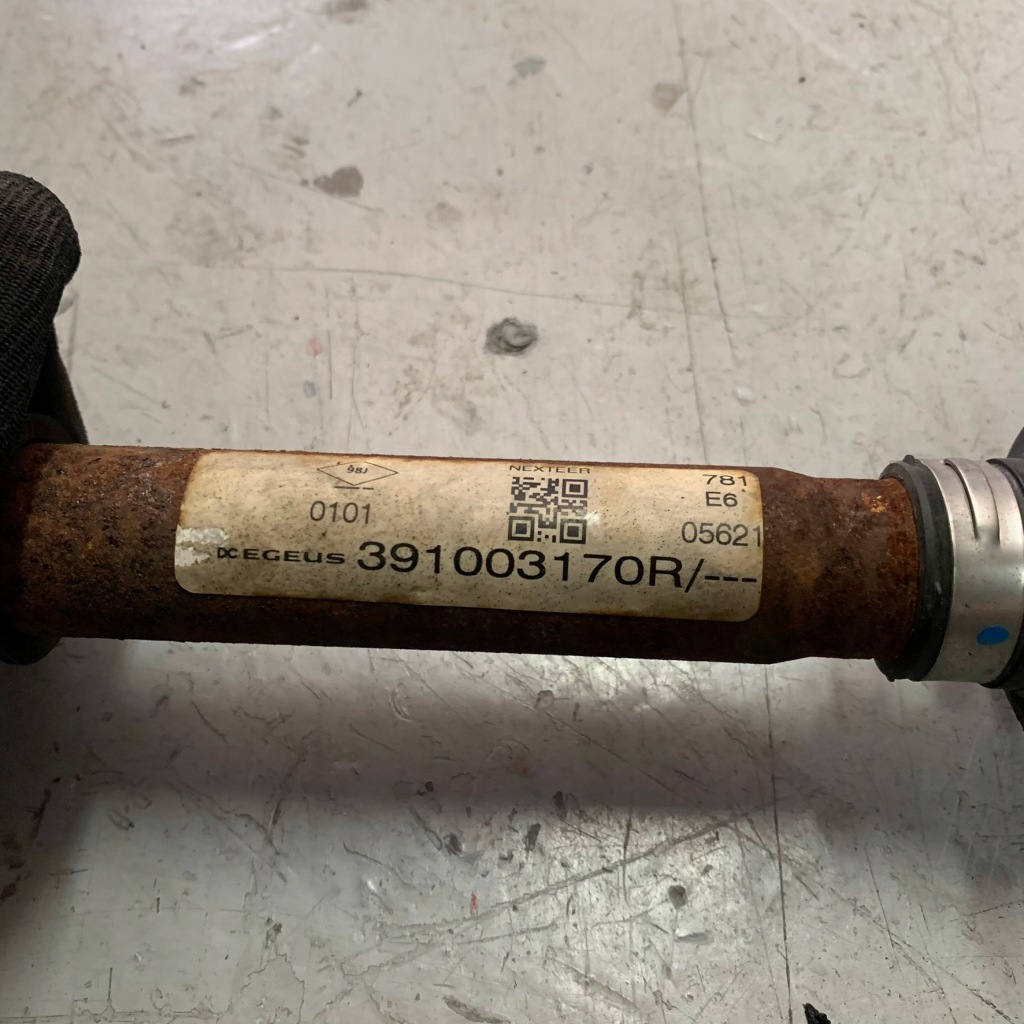 98J
0101
NEXTEER
781
E6
05621
EGEUS 391003170R/---